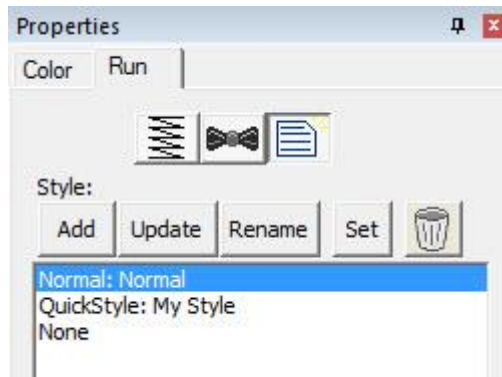 Properties
Color Run
Style:
Add Update Rename Set
Normal: Normal
QuickStyle: My Style
None